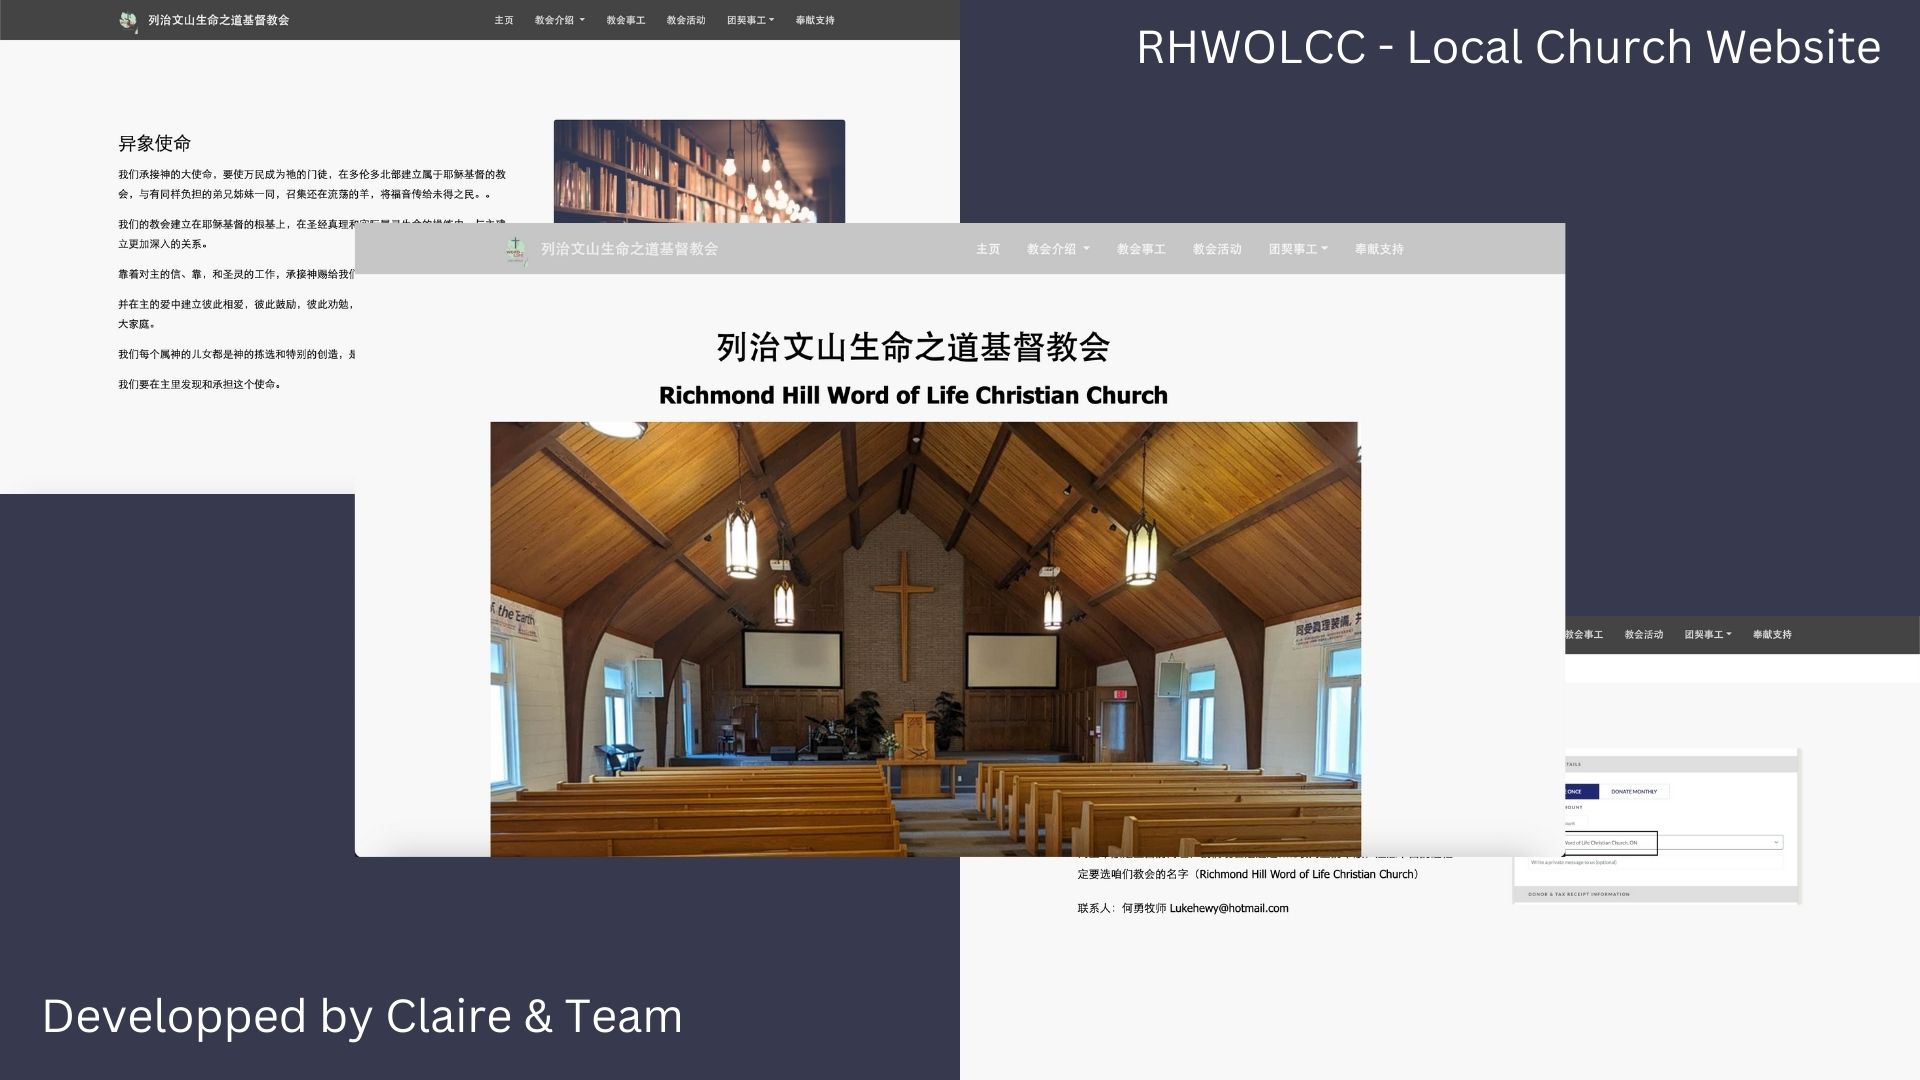 列治文山生命之道基督教会 主页 教会介绍 教会事工 教会活动 团契事工 奉献支持
RHWOLCC - Local Church Website
异象使命
我们承接神的大使命，要使万民成为祂的门徒，在多伦多北部建立属于耶稣基督的教
会，与有同样负担的弟兄姊妹一同，召集还在流荡的羊，将福音传给未得之民。。
我们的教会建立在耶稣基督的根基上，在圣经真理和
立更加深入的关系。
靠着对主的信、靠，和圣灵的工作，承接神赐给我们
并在主的爱中建立彼此相爱，彼此鼓励，彼此劝勉，
大家庭。
我们每个属神的儿女都是神的拣选和特别的创造，是
我们要在主里发现和承担这个使命。
列治文山生命之道基督教会 主页 教会介绍 教会事工 教会活动 团契事工 奉献支持
列治文山生命之道基督教会
Richmond Hill Word of Life Christian Church
the Earth
同受真理装備,
教会事工 教会活动 团契事工 奉献支持
TAILS
ONCE DONATE MONTHLY
Word of Life Christian Church, ON
Write a private message to us (optional)
DONOR & TAX RECEIPT INFORMATION
定要选咱们教会的名字（Richmond Hill Word of Life Christian Church）
联系人：何勇牧师 Lukehewy@hotmail.com
Developped by Claire & Team